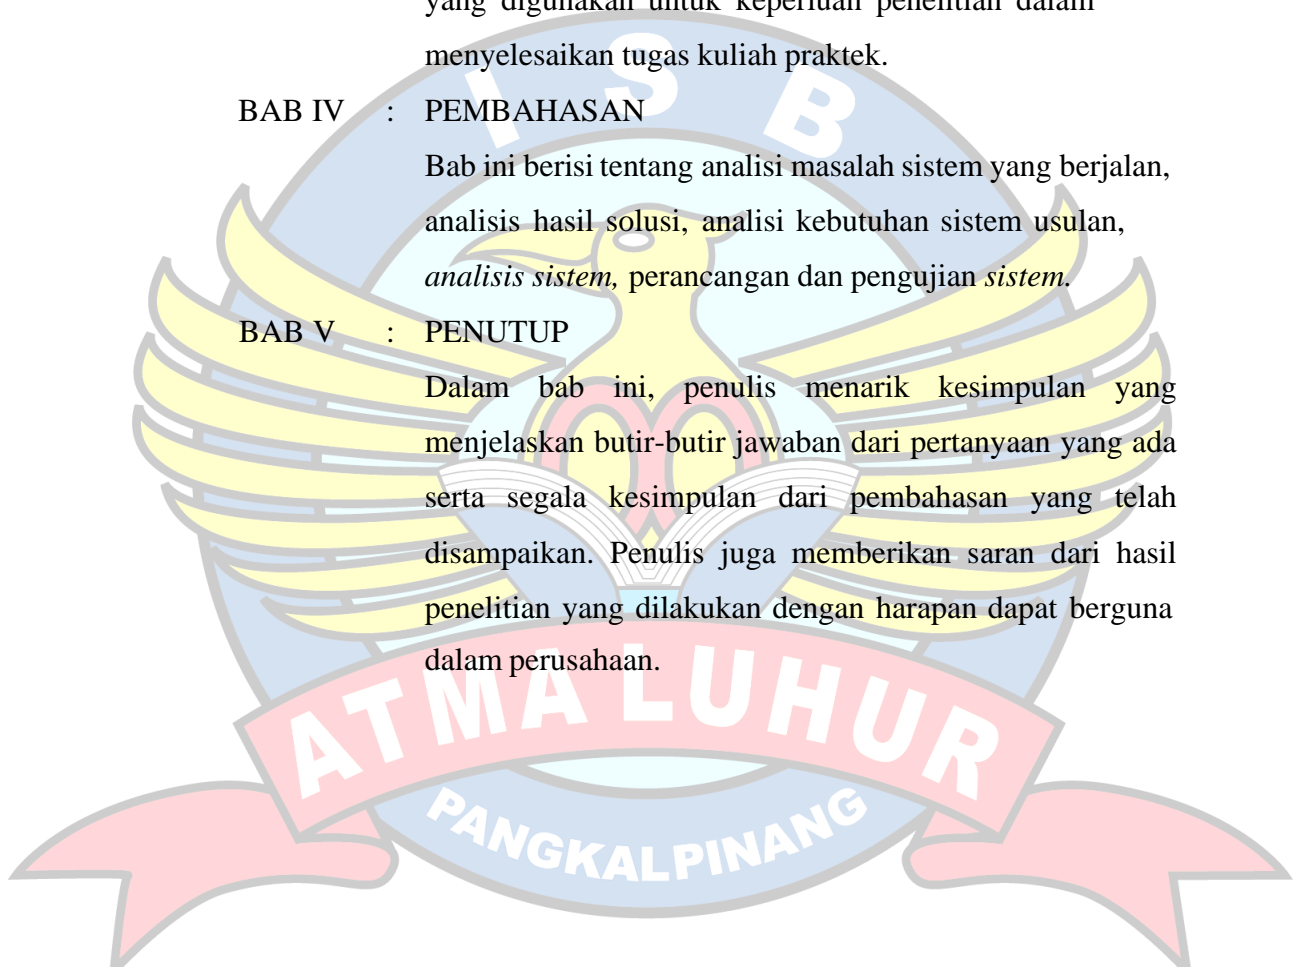 yang digunakan untuk keperluan penelitian dalam
menyelesaikan tugas kuliah praktek.
BAB IV : PEMBAHASAN
Bab ini berisi tentang analisi masalah sistem yang berjalan,
analisis hasil solusi, analisi kebutuhan sistem usulan,
analisis sistem, perancangan dan pengujian sistem.
BAB V : PENUTUP
Dalam bab ini, penulis menarik kesimpulan yang
menjelaskan butir-butir jawaban dari pertanyaan yang ada
serta segala kesimpulan dari pembahasan yang telah
disampaikan. Penulis juga memberikan saran dari hasil
penelitian yang dilakukan dengan harapan dapat berguna
dalam perusahaan.
I S B
ATMA LUHUR
PANGKALPINANG